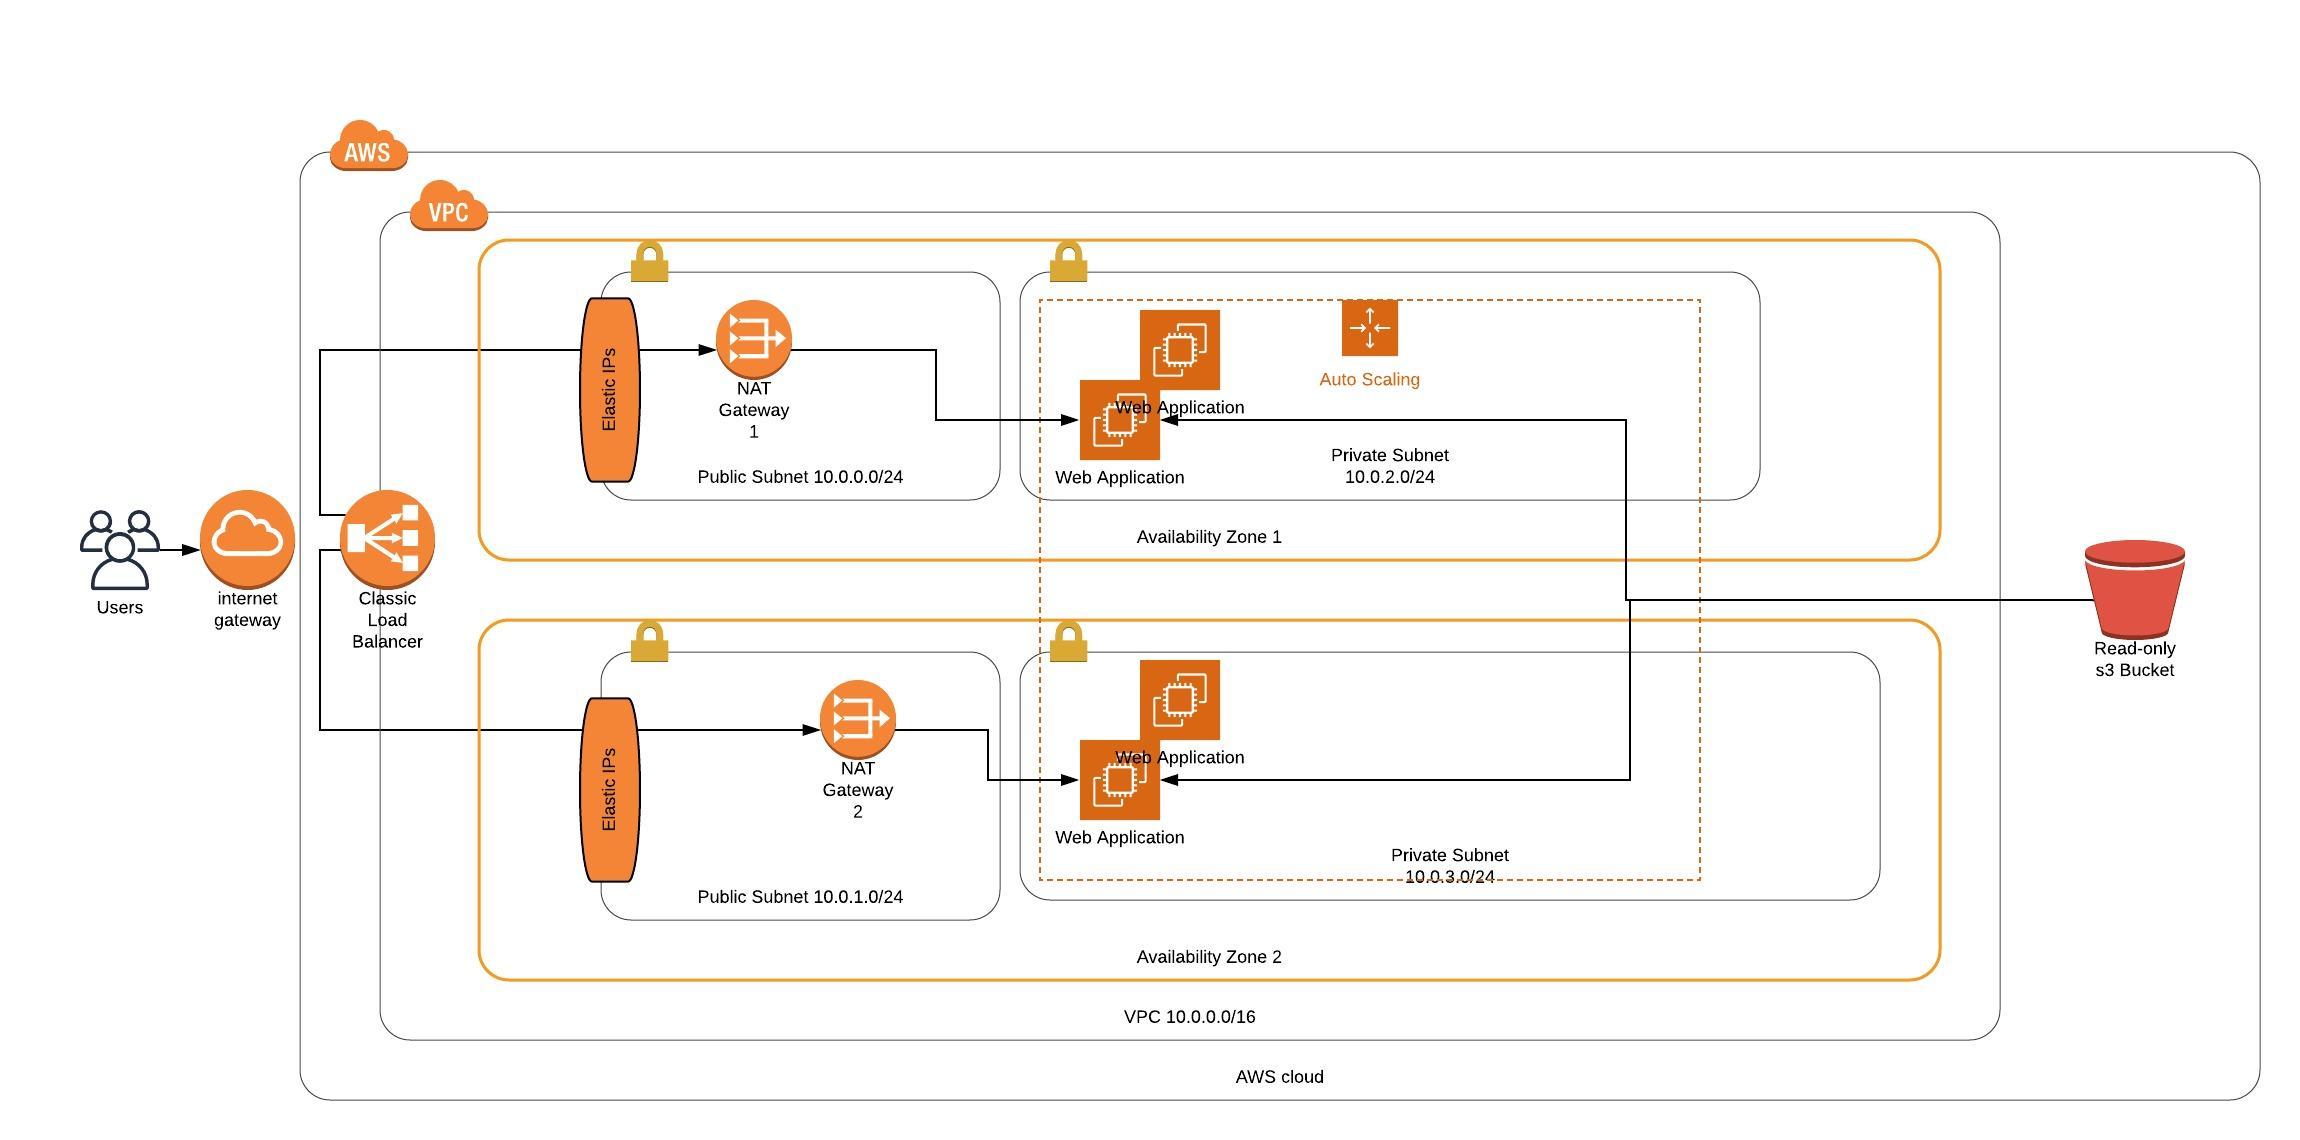 AWS
VPC
Elastic IPs
NAT
Gateway
1
Public Subnet 10.0.0.0/24
Web Application
Web Application
Auto Scaling
Private Subnet
10.0.2.0/24
Availability Zone 1
Users
internet
gateway
Classic
Load
Balancer
Read-only
s3 Bucket
Elastic IPs
NAT
Gateway
2
Public Subnet 10.0.1.0/24
Web Application
Web Application
Private Subnet
10.0.3.0/24
Availability Zone 2
VPC 10.0.0.0/16
AWS cloud